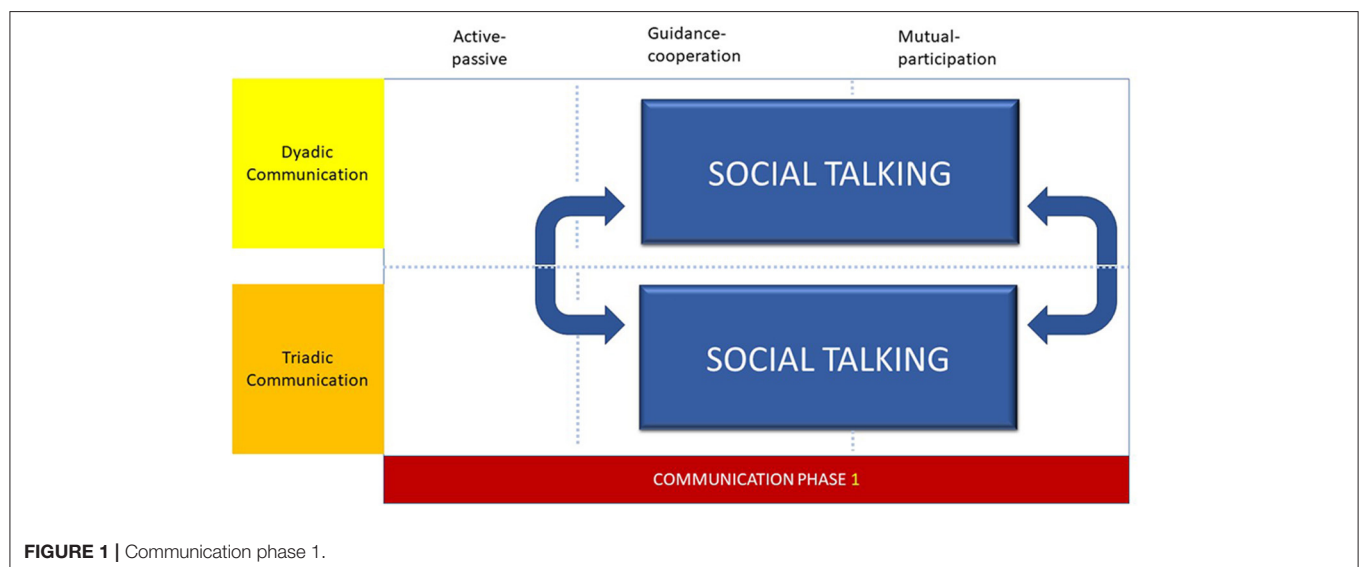 Active-
passive
Guidance-
cooperation
Mutual-
participation
Dyadic
Communication
SOCIAL TALKING
Triadic
Communication
SOCIAL TALKING
COMMUNICATION PHASE 1
FIGURE 1 | Communication phase 1.